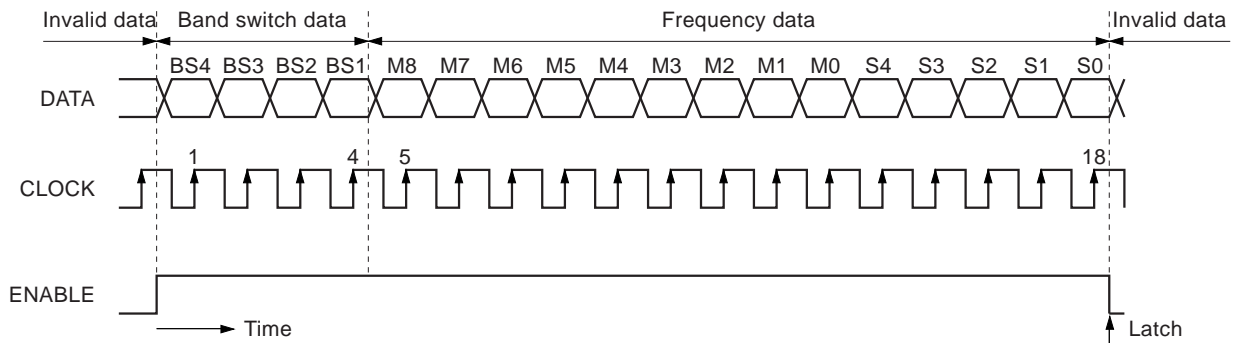 Invalid data Band switch data Frequency data Invalid data
BS4 BS3 BS2 BS1 M8 M7 M6 M5 M4 M3 M2 M1 M0 S4 S3 S2 S1 S0
DATA
1 4 5 18
CLOCK
ENABLE
Time Latch